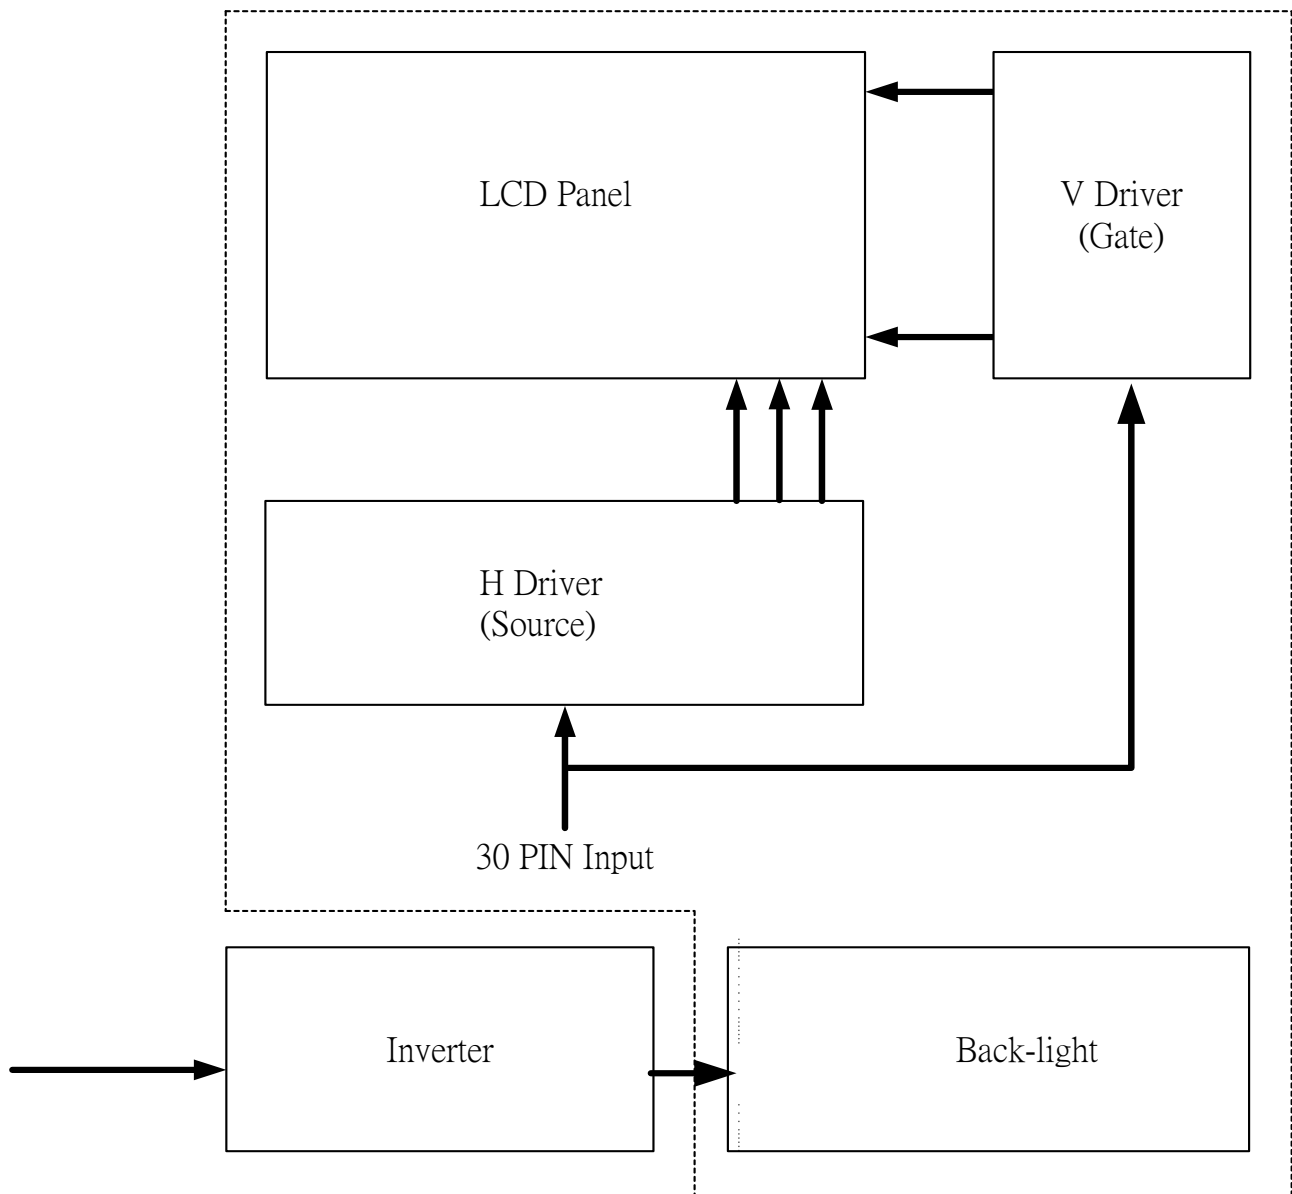 LCD Panel
V Driver
(Gate)
H Driver
(Source)
30 PIN Input
Inverter
Back-light